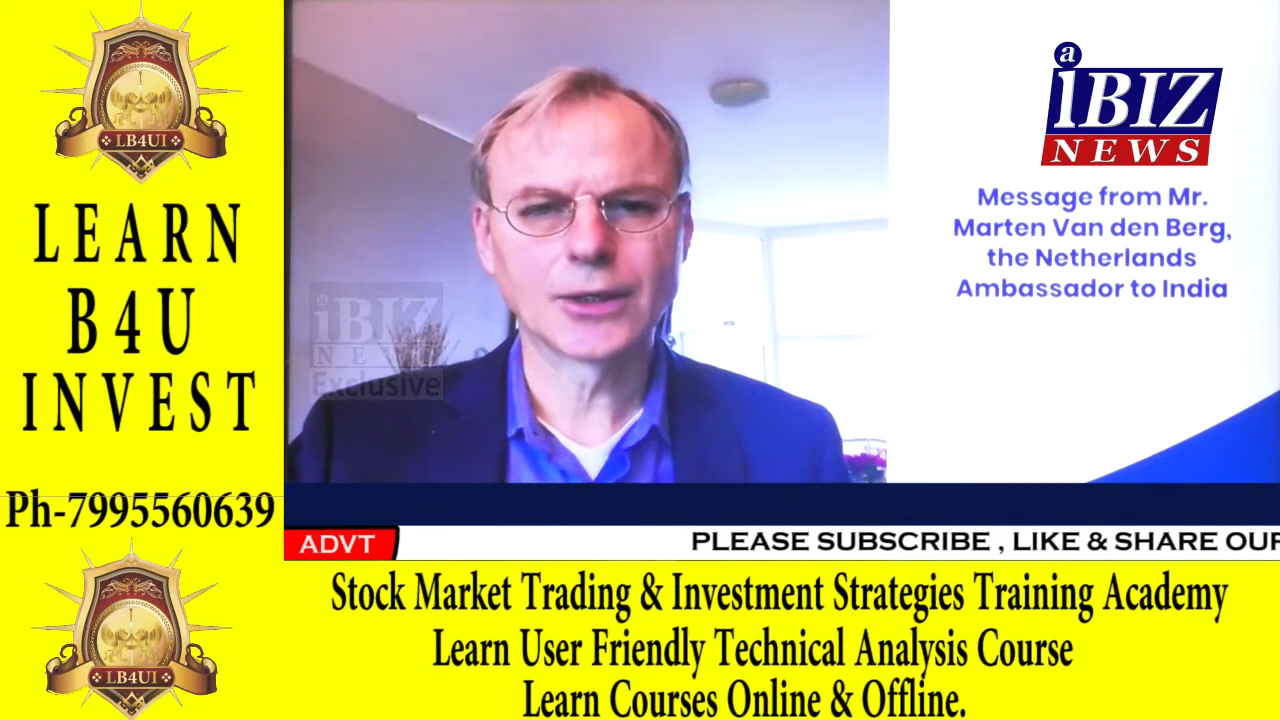 LB4UI
LEARN
B4U
INVEST
Ph-7995560639
LB4UI
a
iBIZ
NEWS
Message from Mr.
Marten Van den Berg,
the Netherlands
Ambassador to India
a
iBIZ
NEWS
Exclusive
ADVT
PLEASE SUBSCRIBE , LIKE & SHARE OUR
Stock Market Trading & Investment Strategies Training Academy
Learn User Friendly Technical Analysis Course
Learn Courses Online & Offline.